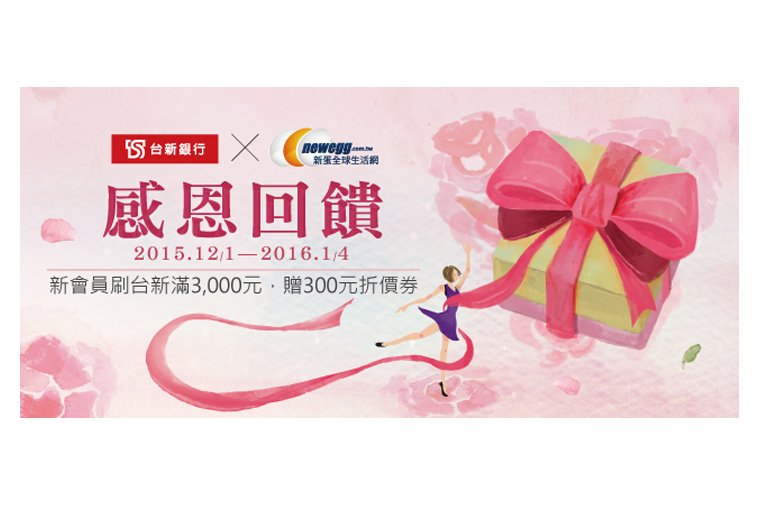 台新銀行 × newegg.com.tw
新蛋全球生活網
感恩回饋
2015.12/1—2016.1/4
新會員刷台新滿3,000元，贈300元折價券